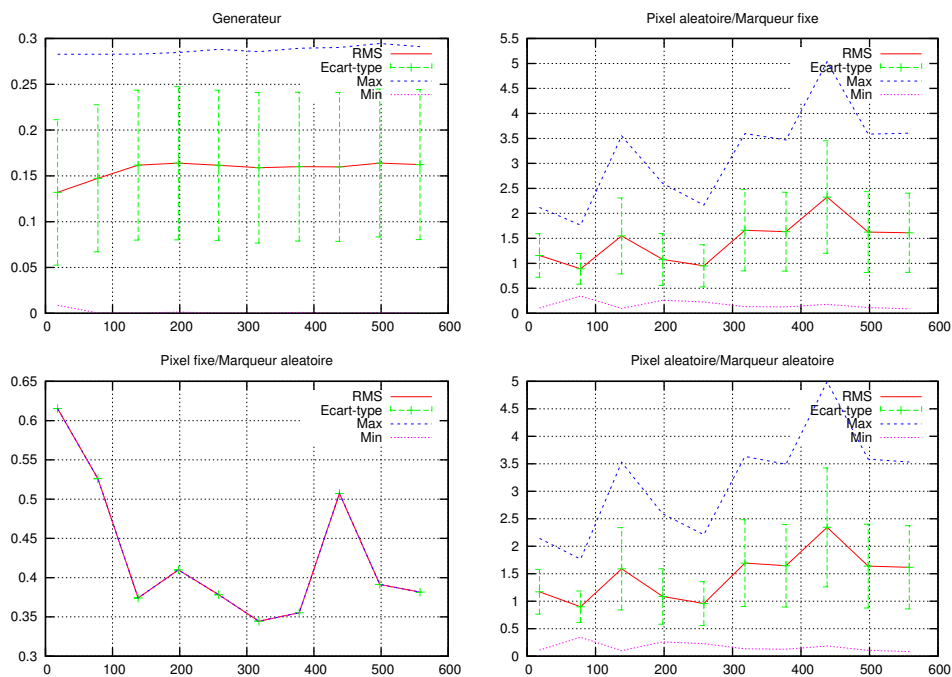 Generateur
0.3
0.25
0.2
0.15
0.1
0.05
0
0 100 200 300 400 500 600
RMS
Ecart-type
Max
Min
Pixel aleatoire/Marqueur fixe
5.5
5
4.5
4
3.5
3
2.5
2
1.5
1
0.5
0
0 100 200 300 400 500 600
RMS
Ecart-type
Max
Min
Pixel fixe/Marqueur aleatoire
0.65
0.6
0.55
0.5
0.45
0.4
0.35
0.3
0 100 200 300 400 500 600
RMS
Ecart-type
Max
Min
Pixel aleatoire/Marqueur aleatoire
5
4.5
4
3.5
3
2.5
2
1.5
1
0.5
0
0 100 200 300 400 500 600
RMS
Ecart-type
Max
Min